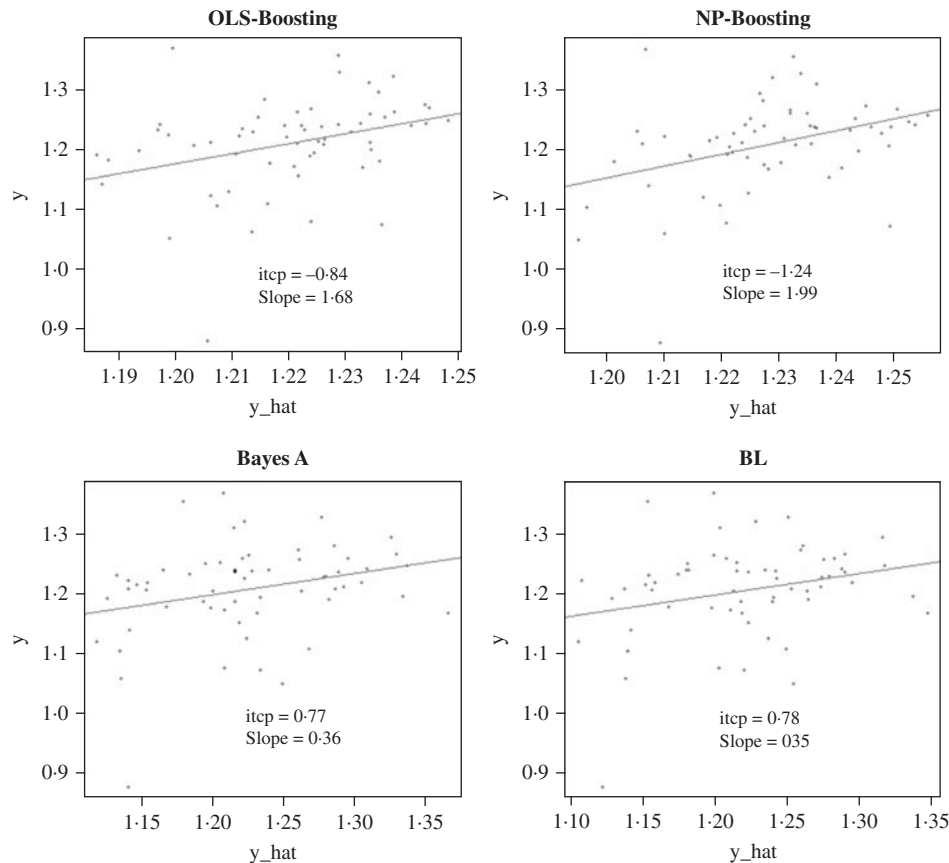 OLS-Boosting
1·3
1·2
1·1
1·0
0·9
y
itcp = –0·84
Slope = 1·68
1·19 1·20 1·21 1·22 1·23 1·24 1·25
y_hat
NP-Boosting
1·3
1·2
1·1
1·0
0·9
y
itcp = –1·24
Slope = 1·99
1·20 1·21 1·22 1·23 1·24 1·25
y_hat
Bayes A
1·3
1·2
1·1
1·0
0·9
y
itcp = 0·77
Slope = 0·36
1·15 1·20 1·25 1·30 1·35
y_hat
BL
1·3
1·2
1·1
1·0
0·9
y
itcp = 0·78
Slope = 035
1·10 1·15 1·20 1·25 1·30 1·35
y_hat